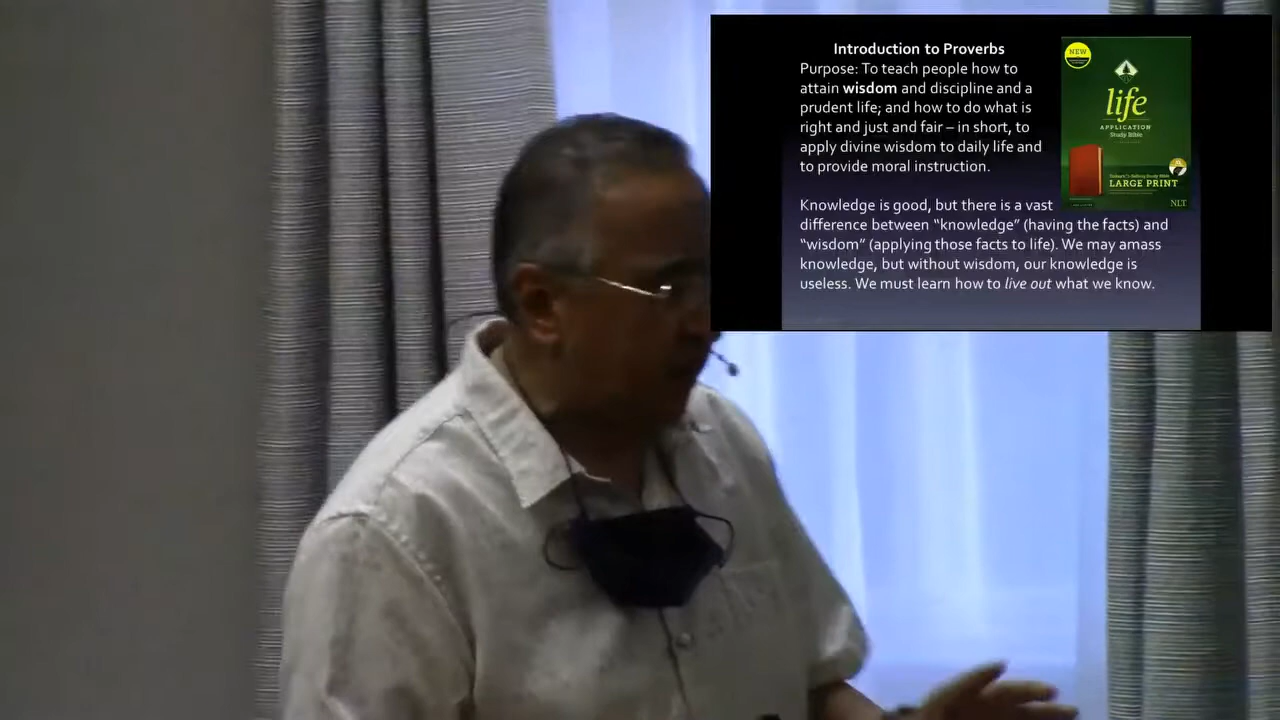 Introduction to Proverbs
Purpose: To teach people how to
attain wisdom and discipline and a
prudent life; and how to do what is
right and just and fair – in short, to
apply divine wisdom to daily life and
to provide moral instruction.
Knowledge is good, but there is a vast
difference between “knowledge” (having the facts) and
“wisdom” (applying those facts to life). We may amass
knowledge, but without wisdom, our knowledge is
useless. We must learn how to live out what we know.
NEW
life
APPLICATION
Study Bible
LARGE PRINT
NLT